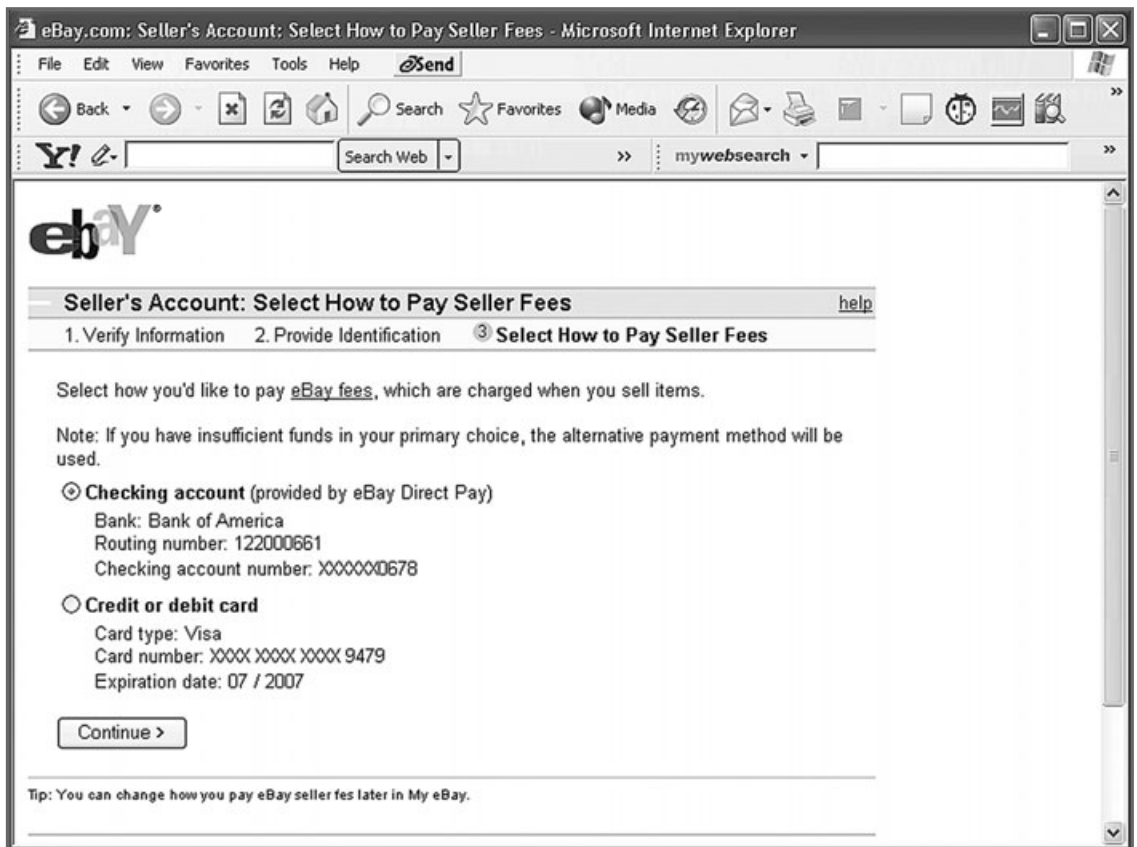 eBay.com: Seller's Account: Select How to Pay Seller Fees - Microsoft Internet Explorer
File Edit View Favorites Tools Help eSend
Back Search Favorites Media »
Y! Search Web » mywebsearch »
ebaY®
Seller's Account: Select How to Pay Seller Fees help
1. Verify Information 2. Provide Identification 3 Select How to Pay Seller Fees
Select how you'd like to pay eBay fees, which are charged when you sell items.
Note: If you have insufficient funds in your primary choice, the alternative payment method will be
used.
Checking account (provided by eBay Direct Pay)
Bank: Bank of America
Routing number: 122000661
Checking account number: XXXXXX0678
Credit or debit card
Card type: Visa
Card number: XXXX XXXX XXXX 9479
Expiration date: 07 / 2007
Continue >
Tip: You can change how you pay eBay seller fes later in My eBay.